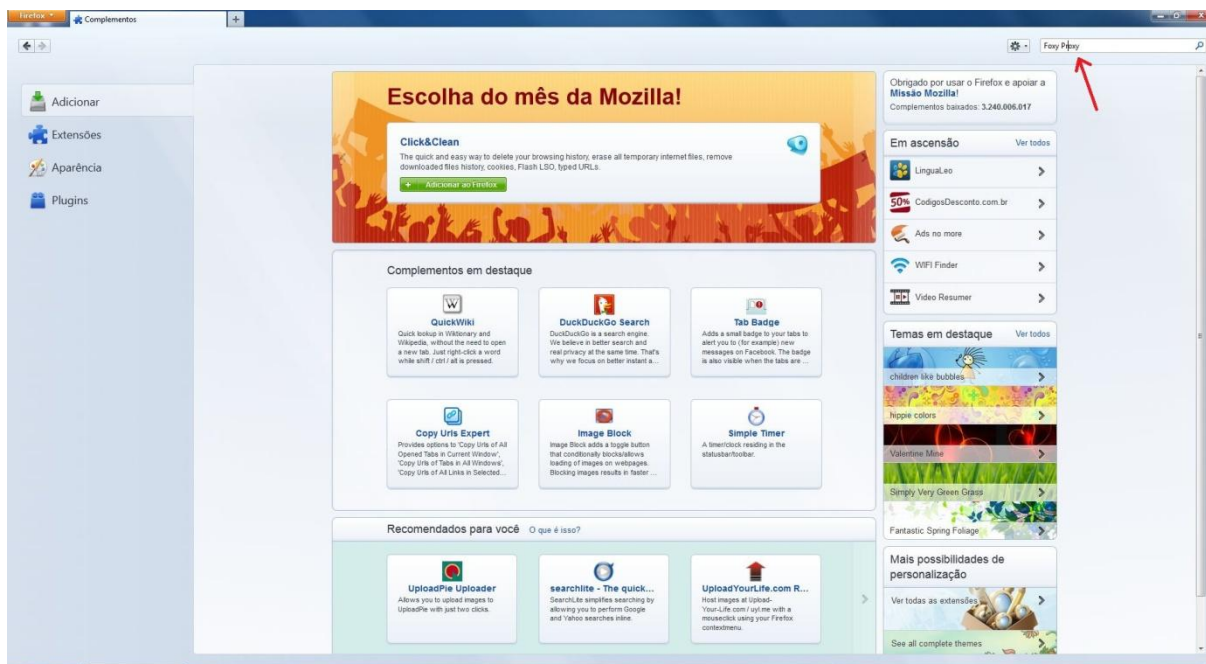 Firefox
Complementos
Foxy Proxy
Adicionar
Extensões
Aparência
Plugins
Escolha do mês da Mozilla!
Click&Clean
The quick and easy way to delete your browsing history, erase all temporary internet files, remove
downloaded files history, cookies, Flash LSO, typed URLs.
Adicionar ao Firefox
Complementos em destaque
QuickWiki
Quick lookup in Wiktionary and
Wikipedia, without the need to open
a new tab. Just right-click a word
while shift / ctrl / alt is pressed.
DuckDuckGo Search
DuckDuckGo is a search engine.
We believe in better search and
real privacy at the same time. That's
why we focus on better instant a...
Tab Badge
Adds a small badge to your tabs to
alert you to (for example) new
messages on Facebook. The badge
is also visible when the tabs are ...
Copy Urls Expert
Provides options to 'Copy Urls of All
Opened Tabs in Current Window',
'Copy Urls of Tabs in All Windows',
'Copy Urls of All Links in Selected...
Image Block
Image Block adds a toggle button
that conditionally blocks/allows
loading of images on webpages.
Blocking images results in faster ...
Simple Timer
A timer/clock residing in the
statusbar/toolbar.
Recomendados para você O que é isso?
UploadPie Uploader
Allows you to upload images to
UploadPie with just two clicks.
searchlite - The quick...
SearchLite simplifies searching by
allowing you to perform Google
and Yahoo searches inline.
UploadYourLife.com R...
Host images at Upload-
Your-Life.com / uyl.me with a
mouseclick using your Firefox
contextmenu.
Obrigado por usar o Firefox e apoiar a
Missão Mozilla!
Complementos baixados: 3.240.006.017
Em ascensão Ver todos
LinguaLeo
50% CodigosDesconto.com.br
Ads no more
WIFI Finder
Video Resumer
Temas em destaque Ver todos
children like bubbles
hippie colors
Valentine Mine
Simply Very Green Grass
Fantastic Spring Foliage
Mais possibilidades de
personalização
Ver todas as extensões
See all complete themes